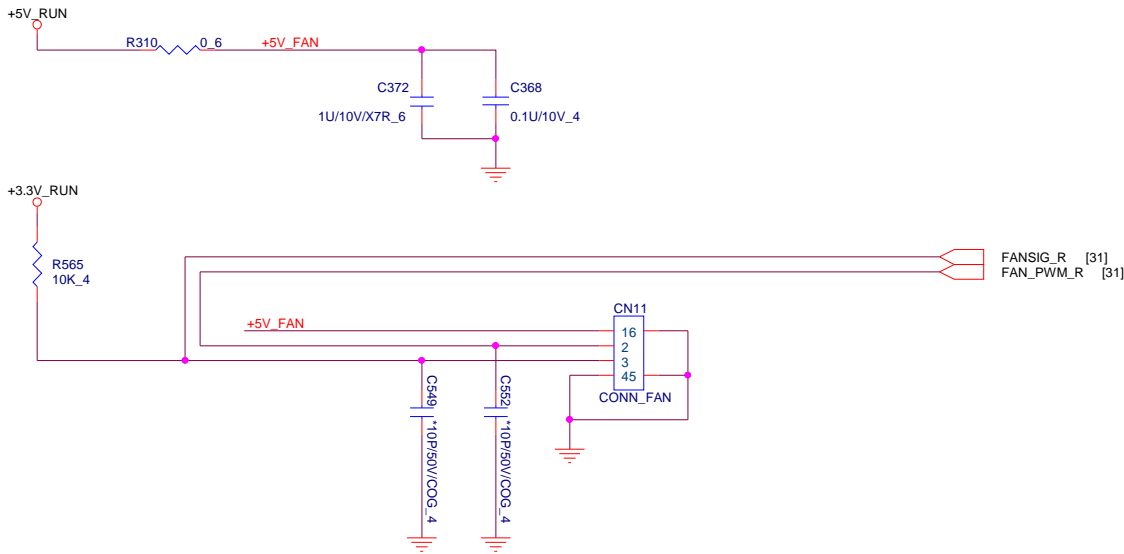 +5V_RUN
R310 0_6 +5V_FAN
C372 C368
1U/10V/X7R_6 0.1U/10V_4
+3.3V_RUN
R565
10K_4
FANSIG_R [31]
FAN_PWM_R [31]
CN11
+5V_FAN
16
2
3
45
CONN_FAN
C549
*10P/50V/COG_4
C552
*10P/50V/COG_4